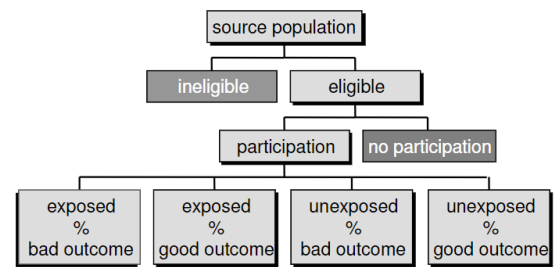 source population
ineligible
eligible
participation
no participation
exposed
%
bad outcome
exposed
%
good outcome
unexposed
%
bad outcome
unexposed
%
good outcome